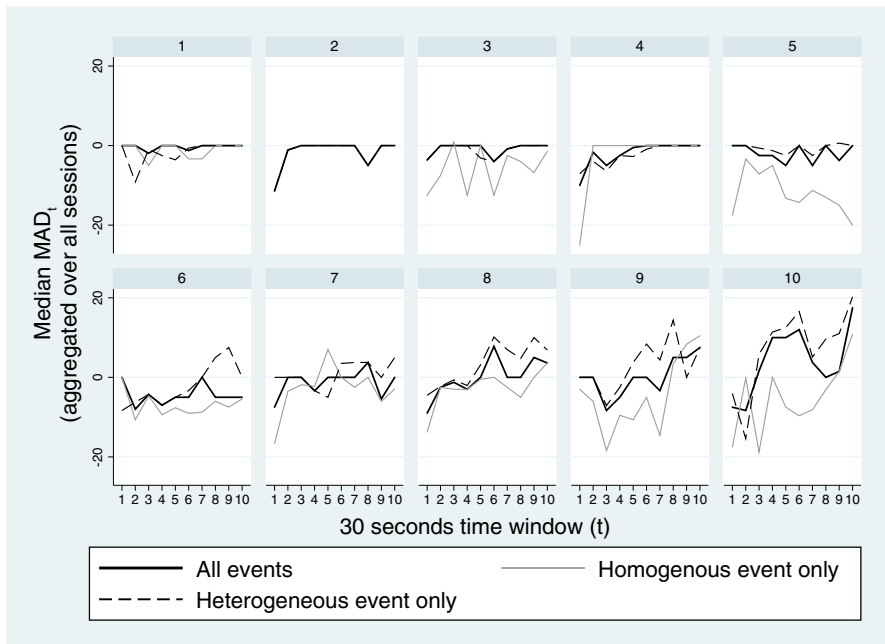 1 2 3 4 5
20
0
-20
6 7 8 9 10
20
0
-20
Median MADt
(aggregated over all sessions)
1 2 3 4 5 6 7 8 9 10 1 2 3 4 5 6 7 8 9 10 1 2 3 4 5 6 7 8 9 10 1 2 3 4 5 6 7 8 9 10 1 2 3 4 5 6 7 8 9 10
30 seconds time window (t)
All events Homogenous event only
Heterogeneous event only